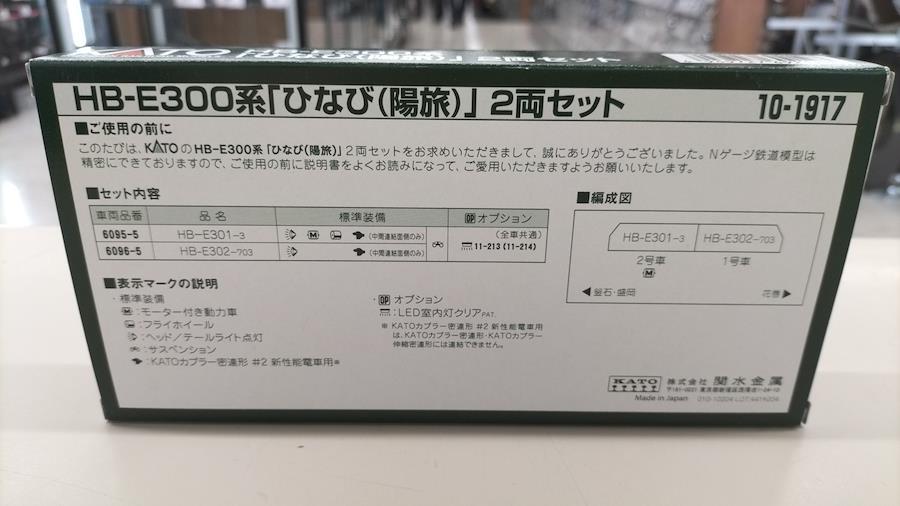 KATO
HB-E300系「ひなび(陽旅)」2両セット 10-1917
■ご使用の前に
このたびは、KATOのHB-E300系「ひなび(陽旅)」2両セットをお求めいただきまして、誠にありがとうございました。Nゲージ鉄道模型は
精密にできておりますので、ご使用の前に説明書をよくお読みになって、ご愛用いただきますようお願いいたします。
■セット内容
車両品番 品名 標準装備 OP オプション
6095-5 HB-E301-3 M (中間連結面側のみ) (全車共通)
6096-5 HB-E302-703 (中間連結面側のみ) 11-213 (11-214)
■編成図
HB-E301-3 HB-E302-703
2号車 1号車
M
◀釜石・盛岡 花巻▶
■表示マークの説明
・標準装備
M:モーター付き動力車
:フライホイール
:ヘッド/テールライト点灯
:サスペンション
:KATOカプラー密連形 #2 新性能電車用※
・OP オプション
:LED室内灯クリアPAT.
※ KATOカプラー密連形 #2 新性能電車用
は、KATOカプラー密連形・KATOカプラー
伸縮密連形には連結できません。
KATO 株式会社 関水金属
Made in Japan